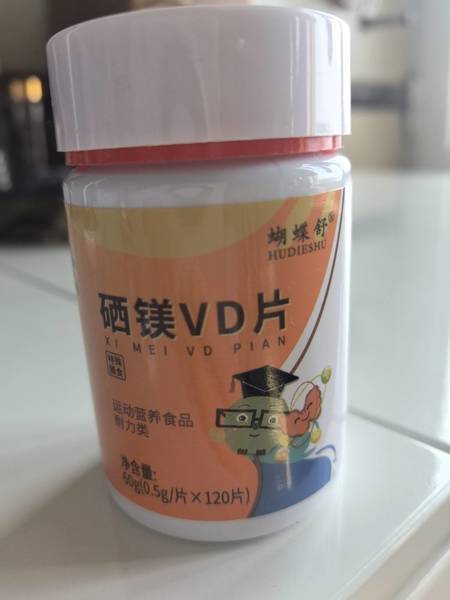 蝴蝶舒®
HUDIESHU
硒镁VD片
XI MEI VD PIAN
特殊
膳食
运动营养食品
耐力类
净含量:
60g(0.5g/片×120片)